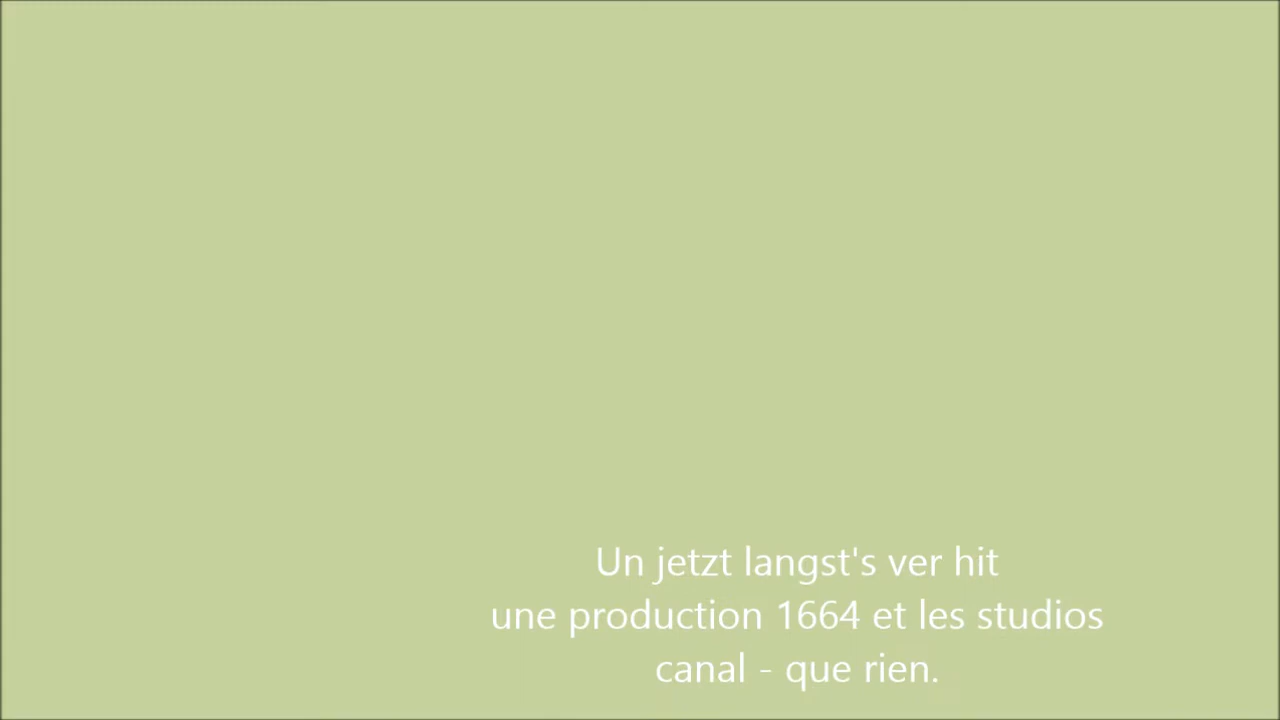 Un jetzt langst's ver hit
une production 1664 et les studios
canal - que rien.